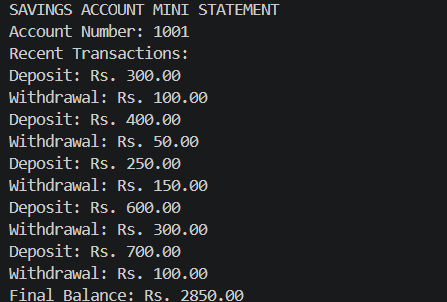 SAVINGS ACCOUNT MINI STATEMENT
Account Number: 1001
Recent Transactions:
Deposit: Rs. 300.00
Withdrawal: Rs. 100.00
Deposit: Rs. 400.00
Withdrawal: Rs. 50.00
Deposit: Rs. 250.00
Withdrawal: Rs. 150.00
Deposit: Rs. 600.00
Withdrawal: Rs. 300.00
Deposit: Rs. 700.00
Withdrawal: Rs. 100.00
Final Balance: Rs. 2850.00